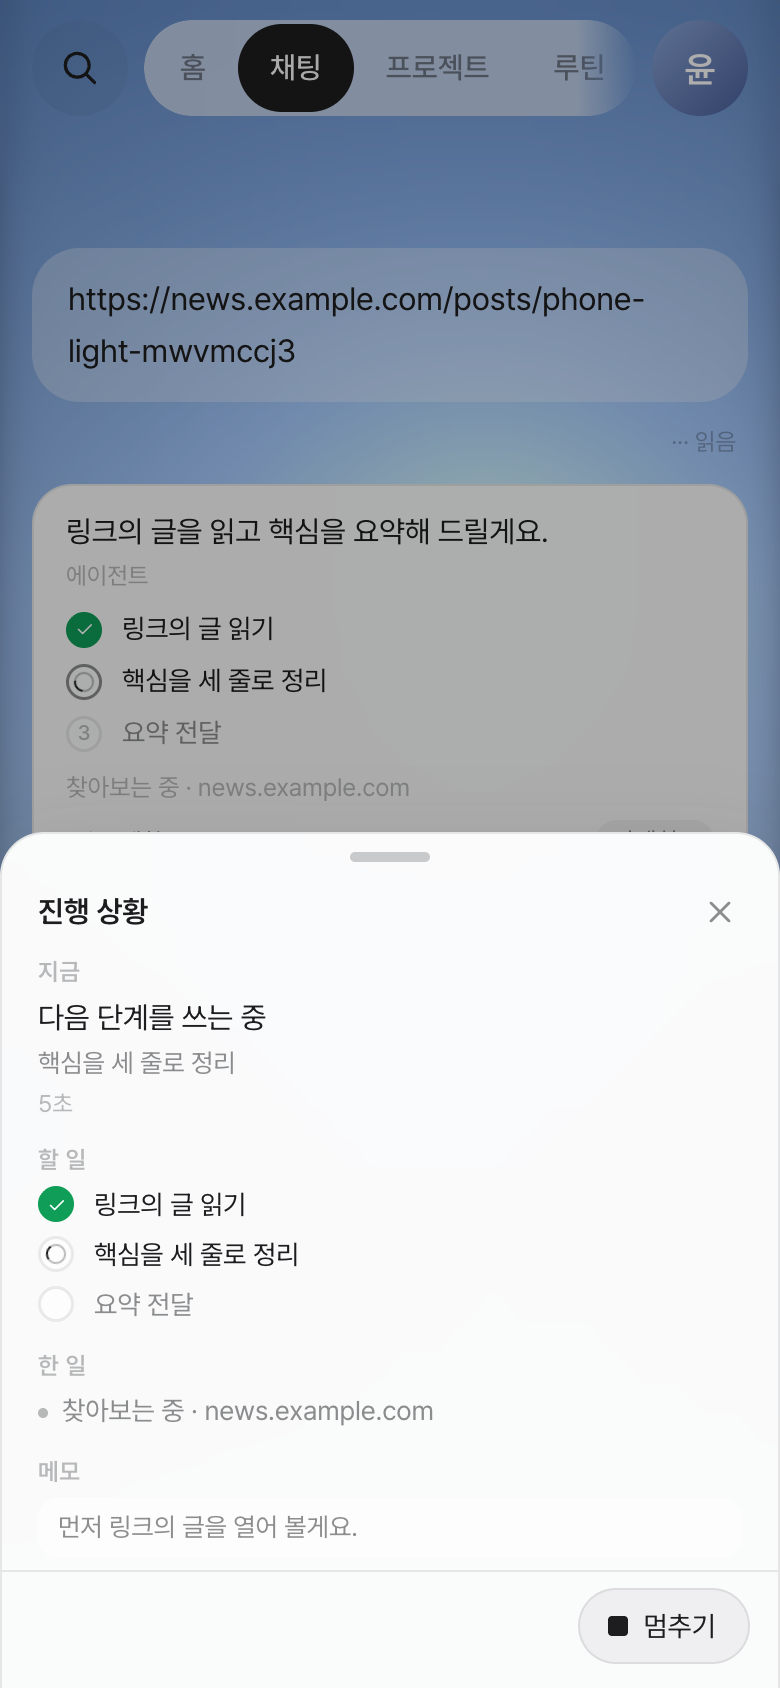 홈
채팅
프로젝트
루틴
윤
https://news.example.com/posts/phone-
light-mwvmccj3
··· 읽음
링크의 글을 읽고 핵심을 요약해 드릴게요.
에이전트
링크의 글 읽기
핵심을 세 줄로 정리
3 요약 전달
찾아보는 중 · news.example.com
진행 상황
지금
다음 단계를 쓰는 중
핵심을 세 줄로 정리
5초
할 일
링크의 글 읽기
핵심을 세 줄로 정리
요약 전달
한 일
찾아보는 중 · news.example.com
메모
먼저 링크의 글을 열어 볼게요.
멈추기